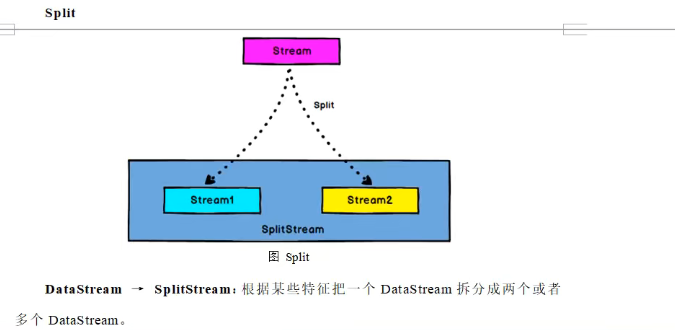 Split
Stream
Split
Stream1
Stream2
SplitStream
图 Split
DataStream → SplitStream：根据某些特征把一个 DataStream 拆分成两个或者
多个 DataStream。